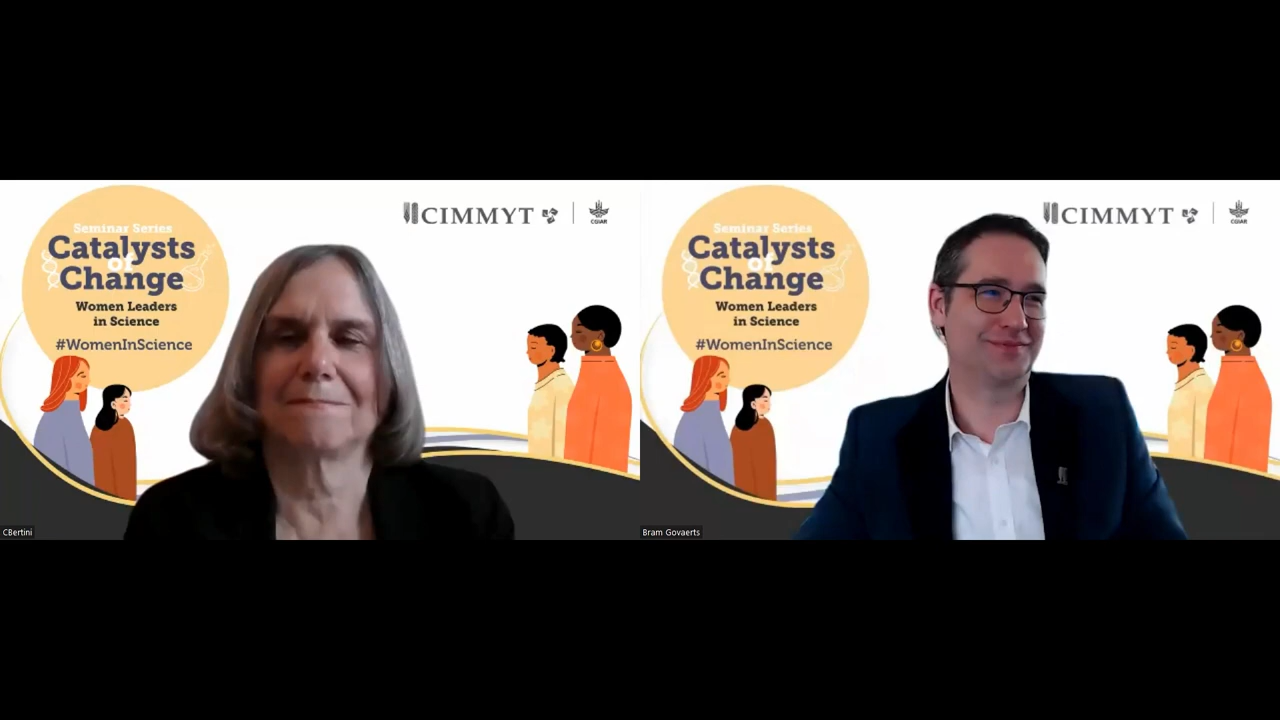 Seminar Series
Catalysts
of
Change
Women Leaders
in Science
#WomenInScience
CIMMYT
CGIAR
CBertini
Seminar Series
Catalysts
of
Change
Women Leaders
in Science
#WomenInScience
CIMMYT
CGIAR
Bram Govaerts